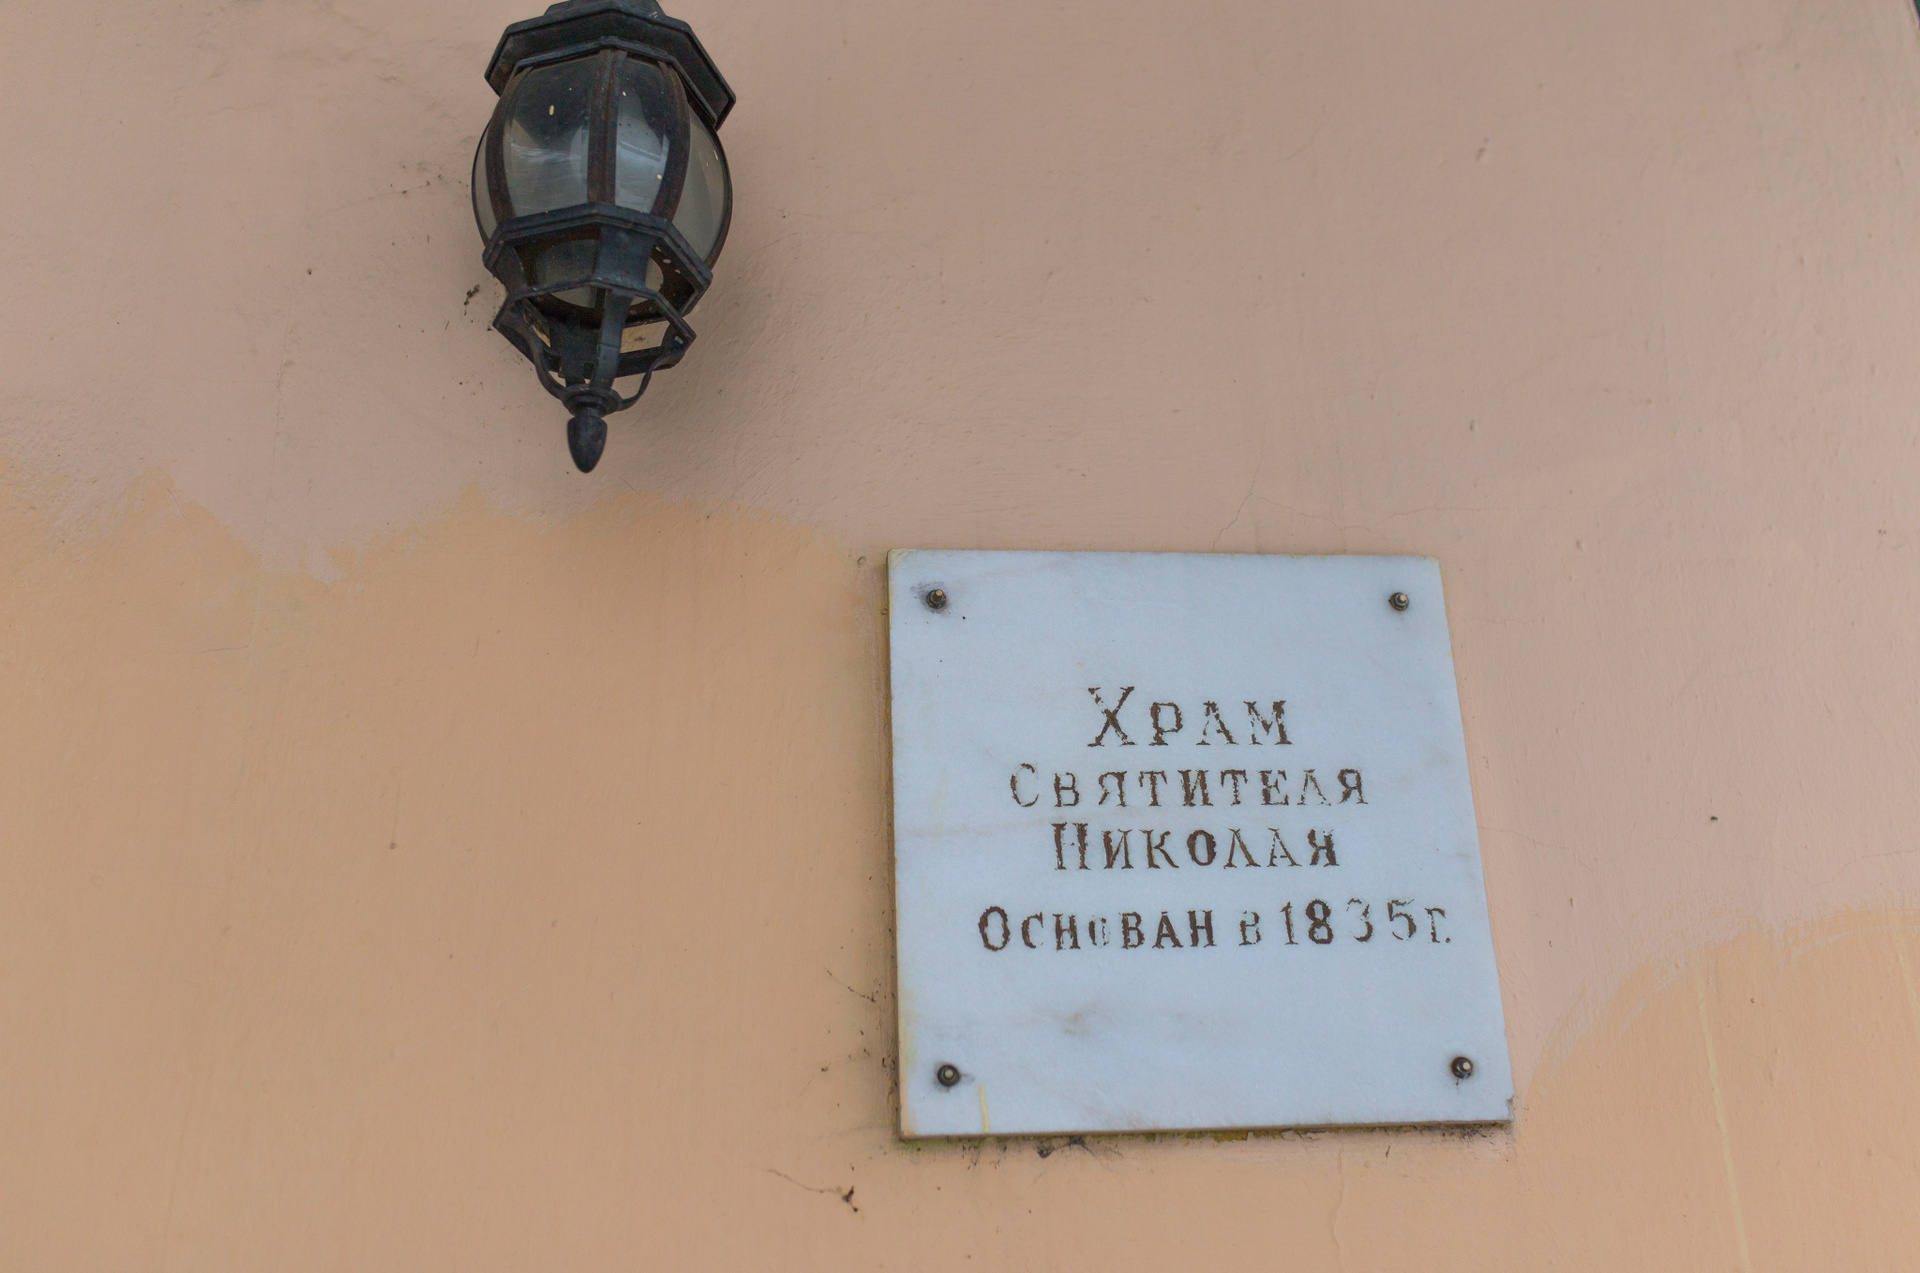 Храм
Святителя
Николая
Основан в 1835г.